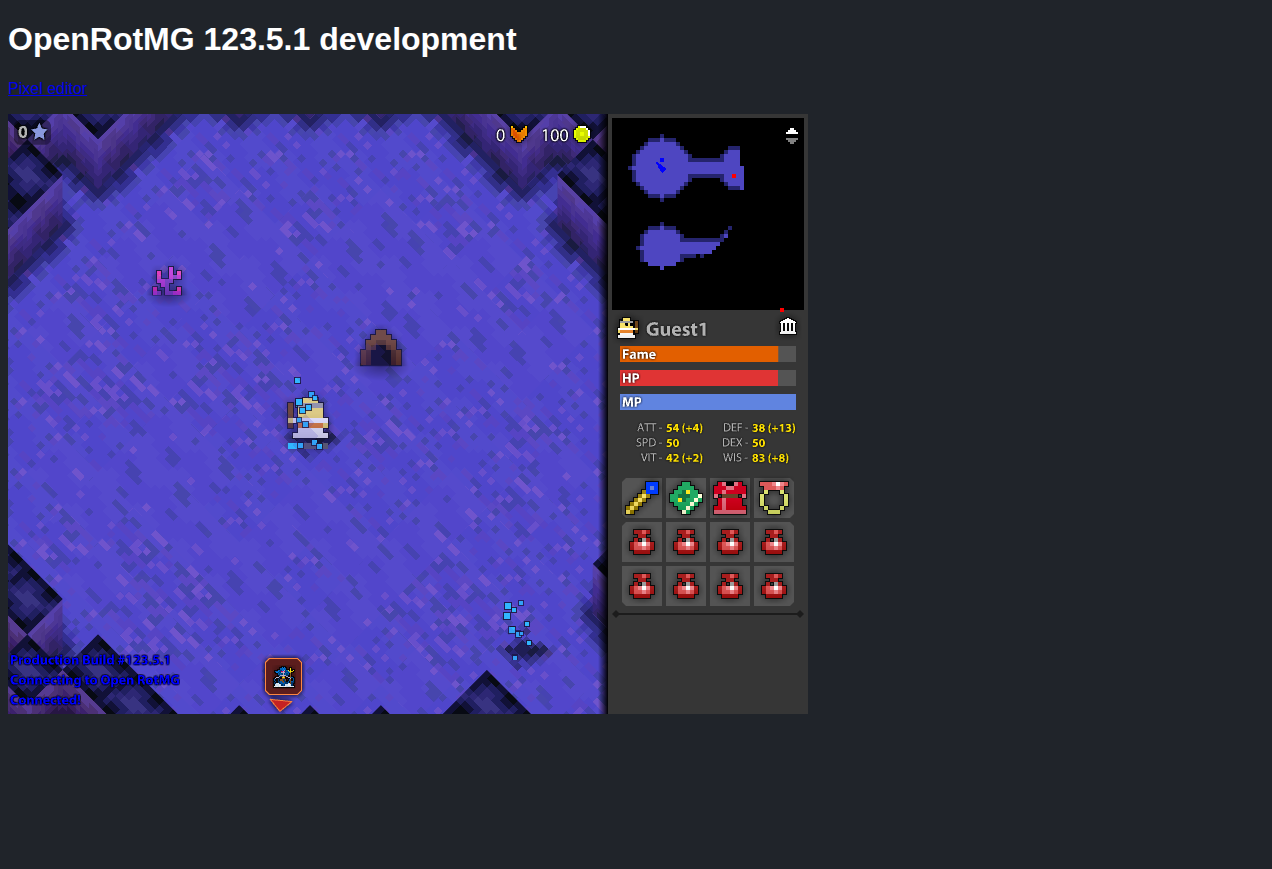 OpenRotMG 123.5.1 development
Pixel editor
0
0 100
Guest1
Fame
HP
MP
ATT - 54 (+4) DEF - 38 (+13)
SPD - 50 DEX - 50
VIT - 42 (+2) WIS - 83 (+8)
Production Build #123.5.1
Connecting to Open RotMG
Connected!